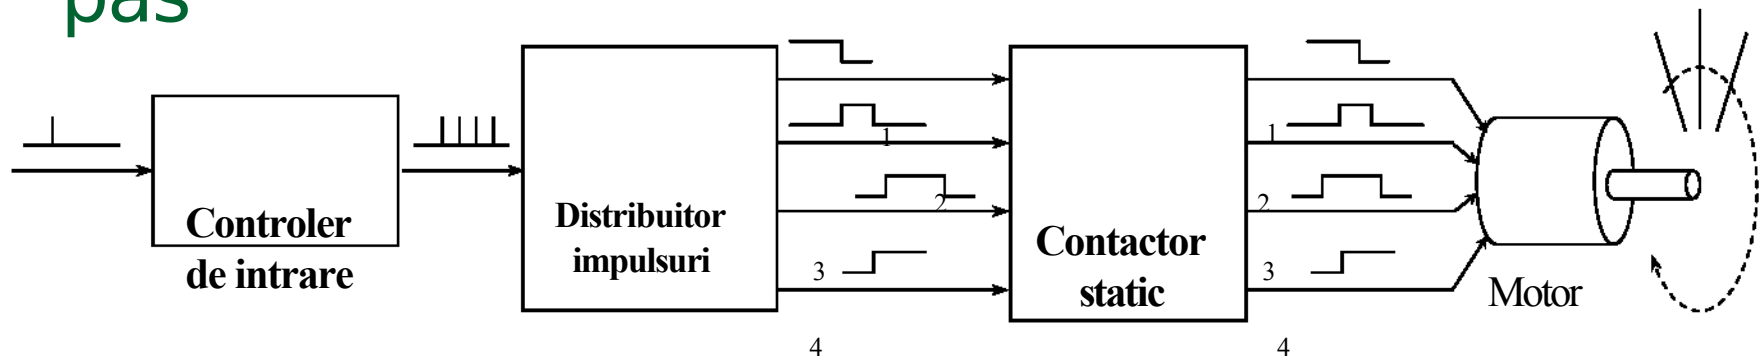 pas
Controler
de intrare
Distribuitor
impulsuri
1
2
3
4
Contactor
static
1
2
3
4
Motor